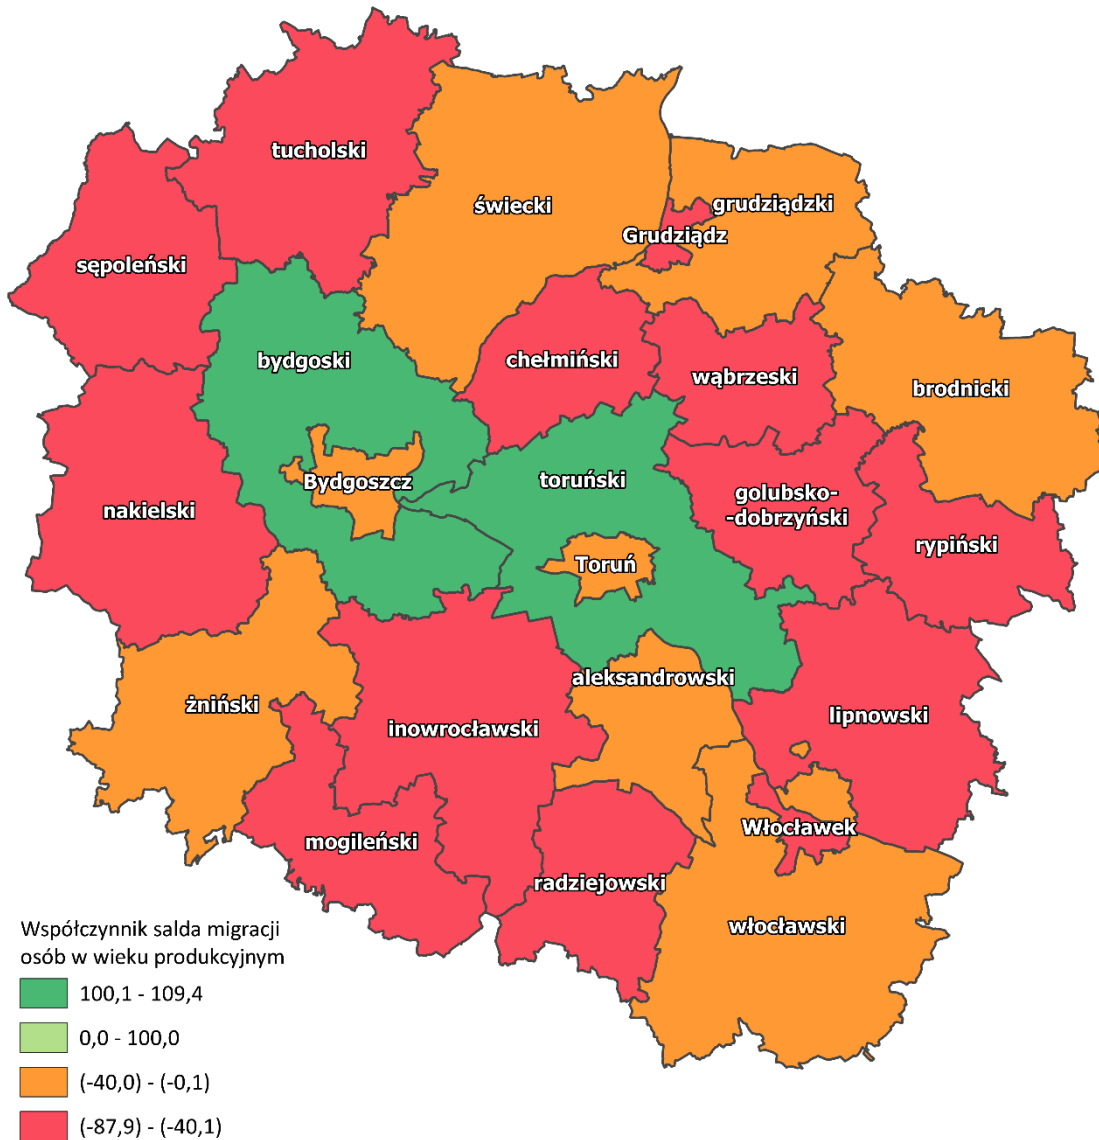 tucholski
świecki
grudziądzki
Grudziądz
sępoleński
bydgoski
chełmiński
wąbrzeski
brodnicki
Bydgoszcz
toruński
golubsko-
-dobrzyński
nakielski
rypiński
Toruń
aleksandrowski
żniński
lipnowski
inowrocławski
Włocławek
mogileński
radziejowski
włocławski
Współczynnik salda migracji
osób w wieku produkcyjnym
100,1 - 109,4
0,0 - 100,0
(-40,0) - (-0,1)
(-87,9) - (-40,1)